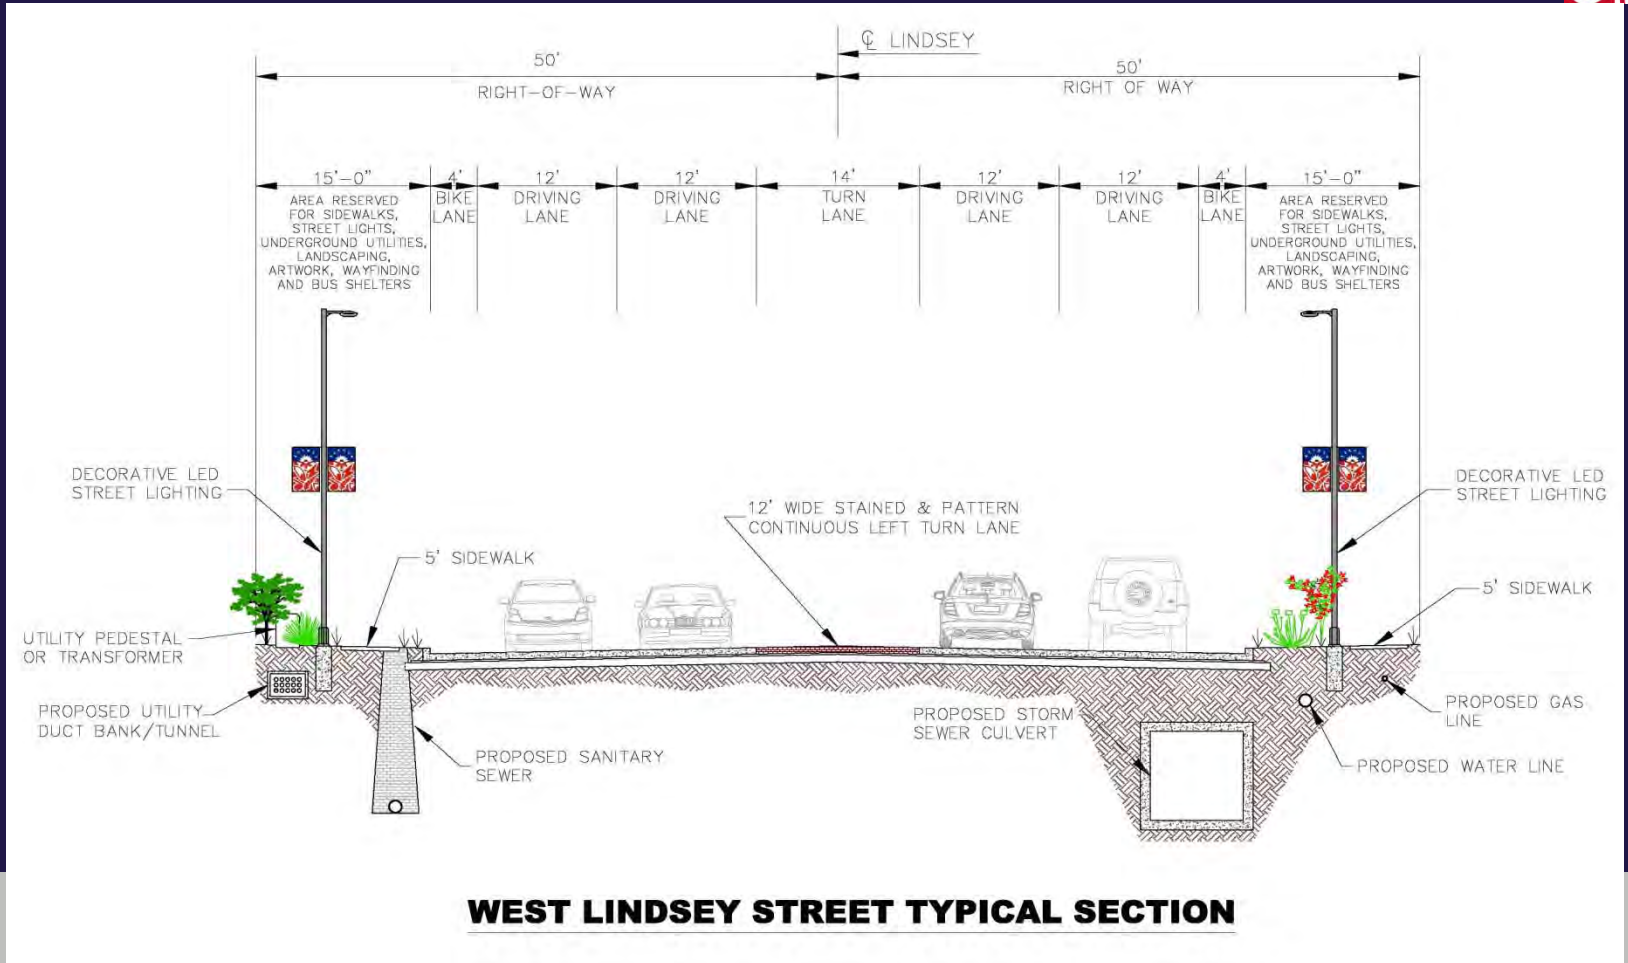 ℄ LINDSEY
50'
RIGHT-OF-WAY
50'
RIGHT OF WAY
15'-0"
AREA RESERVED
FOR SIDEWALKS,
STREET LIGHTS,
UNDERGROUND UTILITIES,
LANDSCAPING,
ARTWORK, WAYFINDING
AND BUS SHELTERS
4'
BIKE
LANE
12'
DRIVING
LANE
12'
DRIVING
LANE
14'
TURN
LANE
12'
DRIVING
LANE
12'
DRIVING
LANE
4'
BIKE
LANE
15'-0"
AREA RESERVED
FOR SIDEWALKS,
STREET LIGHTS,
UNDERGROUND UTILITIES,
LANDSCAPING,
ARTWORK, WAYFINDING
AND BUS SHELTERS
DECORATIVE LED
STREET LIGHTING
5' SIDEWALK
12' WIDE STAINED & PATTERN
CONTINUOUS LEFT TURN LANE
DECORATIVE LED
STREET LIGHTING
5' SIDEWALK
UTILITY PEDESTAL
OR TRANSFORMER
PROPOSED UTILITY
DUCT BANK/TUNNEL
PROPOSED SANITARY
SEWER
PROPOSED STORM
SEWER CULVERT
PROPOSED GAS
LINE
PROPOSED WATER LINE
WEST LINDSEY STREET TYPICAL SECTION